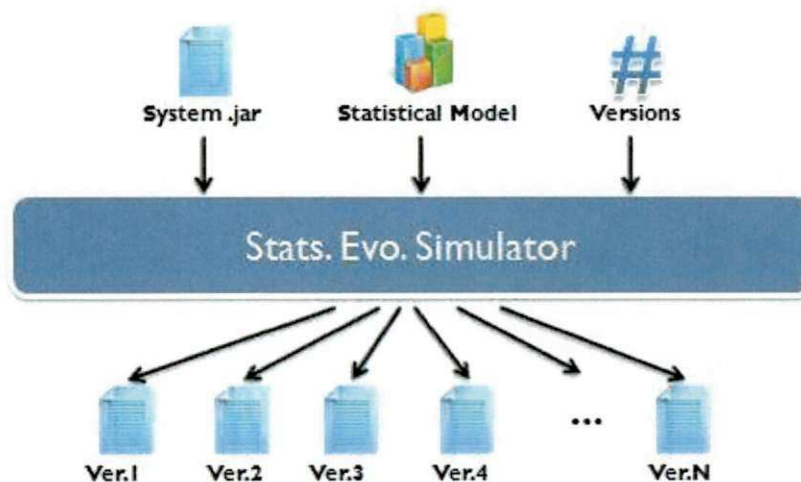 #
System .jar
Statistical Model
Versions
Stats. Evo. Simulator
...
Ver.1
Ver.2
Ver.3
Ver.4
Ver.N